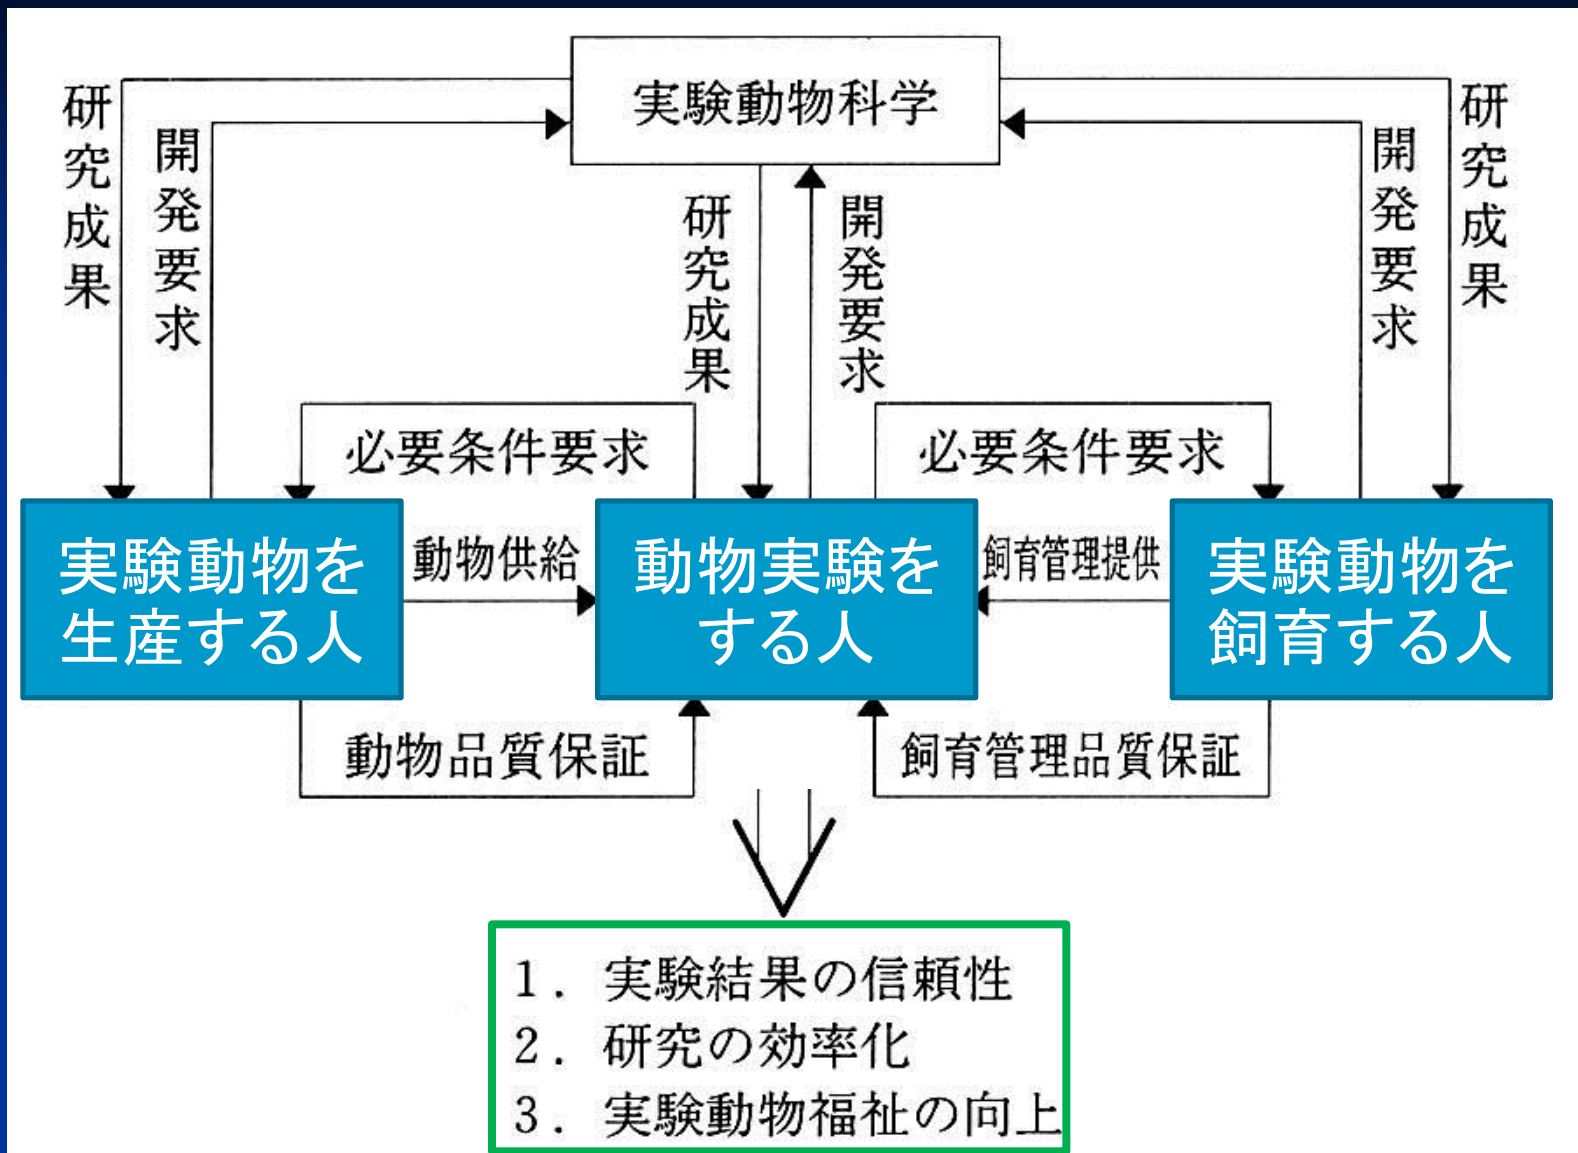 実験動物科学
研究成果
開発要求
研究成果
開発要求
開発要求
研究成果
必要条件要求
必要条件要求
実験動物を
生産する人
動物供給
動物実験を
する人
飼育管理提供
実験動物を
飼育する人
動物品質保証
飼育管理品質保証
1. 実験結果の信頼性
2. 研究の効率化
3. 実験動物福祉の向上